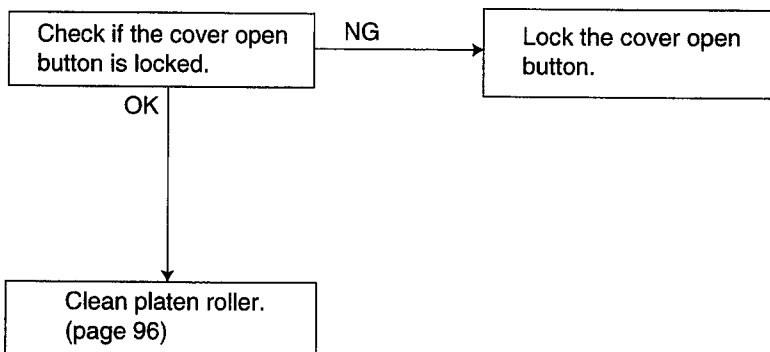 Check if the cover open
button is locked.
NG
Lock the cover open
button.
OK
Clean platen roller.
(page 96)